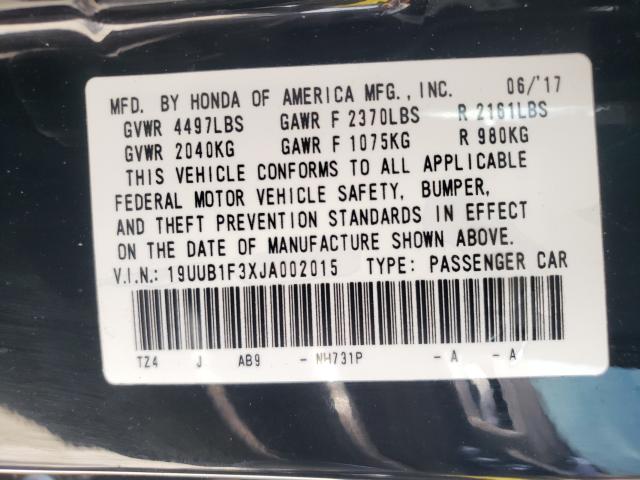 MFD. BY HONDA OF AMERICA MFG., INC. 06/'17
GVWR 4497LBS GAWR F 2370LBS R 2161LBS
GVWR 2040KG GAWR F 1075KG R 980KG
THIS VEHICLE CONFORMS TO ALL APPLICABLE
FEDERAL MOTOR VEHICLE SAFETY, BUMPER,
AND THEFT PREVENTION STANDARDS IN EFFECT
ON THE DATE OF MANUFACTURE SHOWN ABOVE.
V.I.N.: 19UUB1F3XJA002015 TYPE: PASSENGER CAR
TZ4 J AB9 - NH731P - A - A